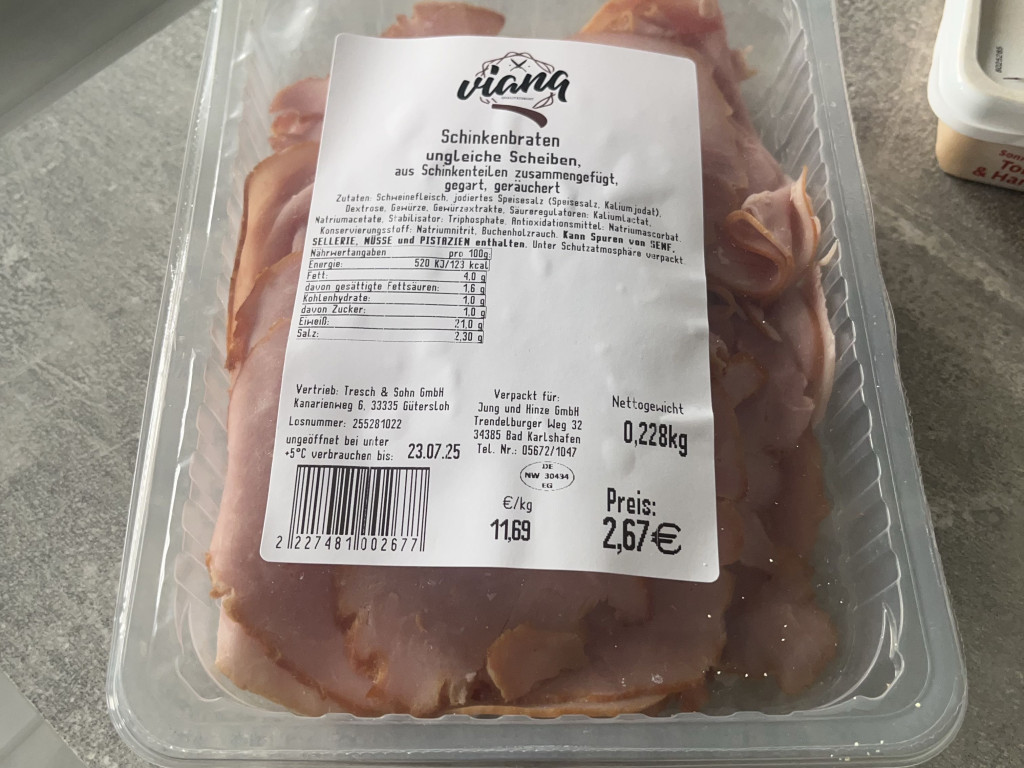 viana
Schinkenbraten
ungleiche Scheiben,
aus Schinkenteilen zusammengefügt,
gegart, geräuchert
Zutaten: Schweinefleisch, jodiertes Speisesalz (Speisesalz, Kaliumjodat),
Dextrose, Gewürze, Gewürzextrakte, Säureregulatoren: Kaliumlactat,
Natriumacetate, Stabilisator: Triphosphate, Antioxidationsmittel: Natriumascorbat,
Konservierungsstoff: Natriumnitrit, Buchenholzrauch. Kann Spuren von SENF,
SELLERIE, NÜSSE und PISTAZIEN enthalten. Unter Schutzatmosphäre verpackt
Nährwertangaben pro 100g
Energie: 520 KJ/123 kcal
Fett: 4,0 g
davon gesättigte Fettsäuren: 1,6 g
Kohlenhydrate: 1,0 g
davon Zucker: 1,0 g
Eiweiß: 21,0 g
Salz: 2,30 g
Vertrieb: Tresch & Sohn GmbH
Kanarienweg 6, 33335 Gütersloh
Losnummer: 255281022
ungeöffnet bei unter
+5°C verbrauchen bis: 23.07.25
2 227481 002677
Verpackt für:
Jung und Hinze GmbH
Trendelburger Weg 32
34385 Bad Karlshafen
Tel. Nr.: 05672/1047
DE
NW 30434
EG
€/kg
11,69
Nettogewicht
0,228kg
Preis:
2,67€
& Har